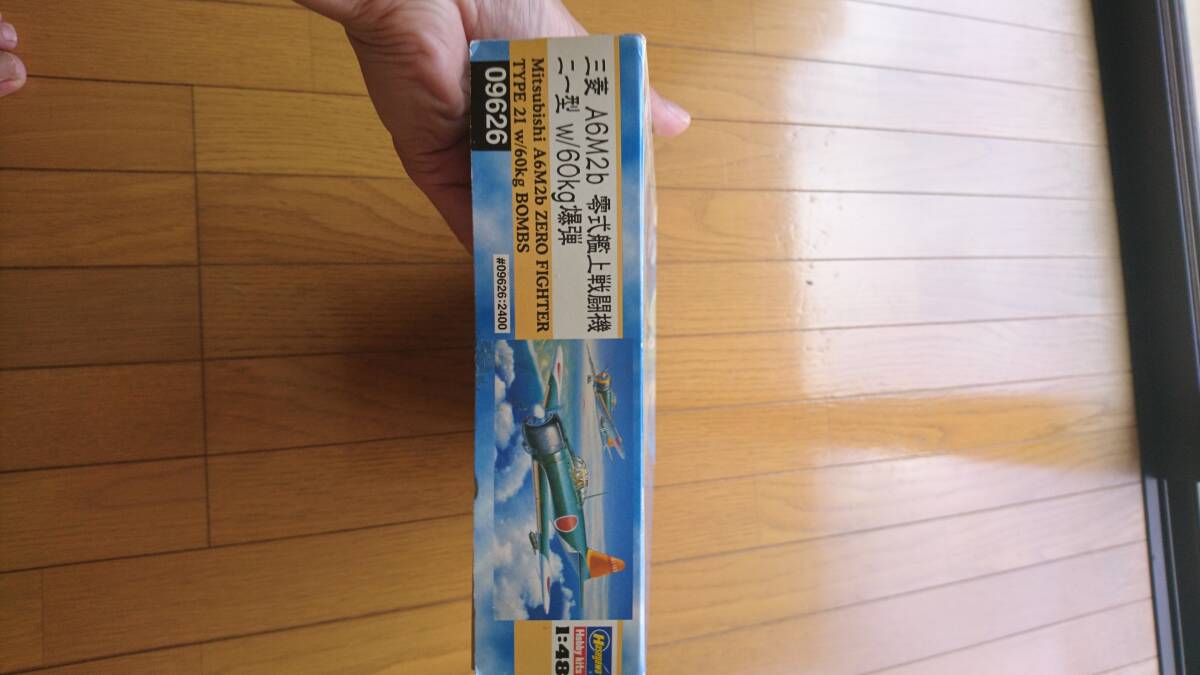 三菱 A6M2b 零式艦上戦闘機
二一型 w/60kg爆弾
Mitsubishi A6M2b ZERO FIGHTER
TYPE 21 w/60kg BOMBS
09626
#09626:2400
Hasegawa
Hobby kits
1:48